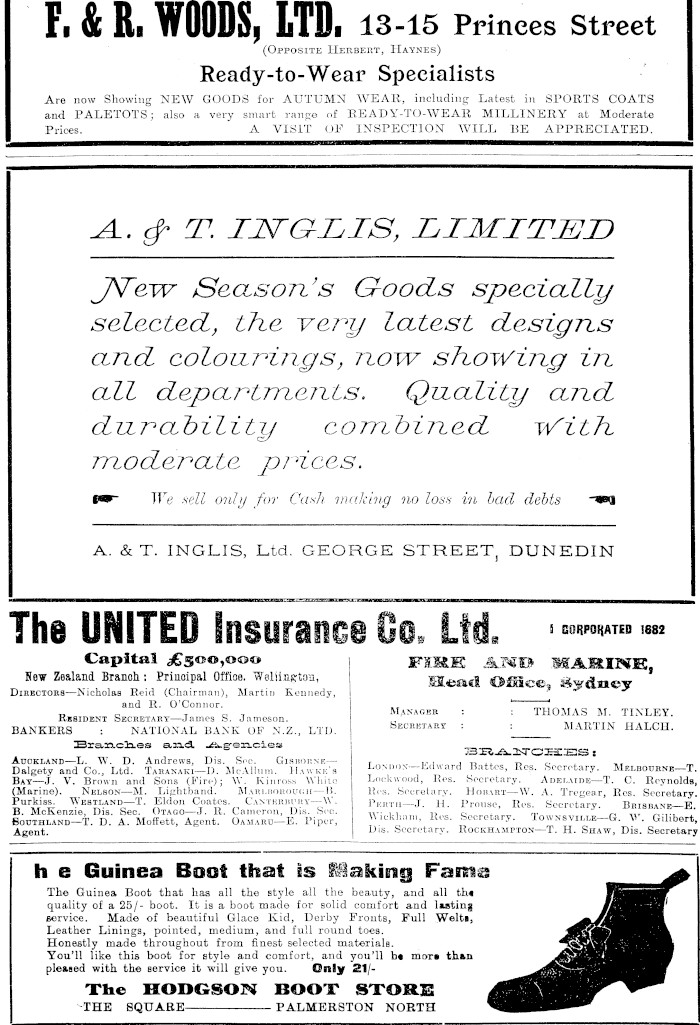 F. & R. WOODS, LTD. 13-15 Princes Street
(OPPOSITE HERBERT, HAYNES)
Ready-to-Wear Specialists
Are now Showing NEW GOODS for AUTUMN WEAR, including Latest in SPORTS COATS
and PALETOTS; also a very smart range of READY-TO-WEAR MILLINERY at Moderate
Prices. A VISIT OF INSPECTION WILL BE APPRECIATED.
A. & T. INGLIS, LIMITED
New Season's Goods specially
selected, the very latest designs
and colourings, now showing in
all departments. Quality and
durability combined with
moderate prices.
We sell only for Cash making no loss in bad debts
A. & T. INGLIS, Ltd. GEORGE STREET, DUNEDIN
The UNITED Insurance Co. Ltd. CORPORATED 1882
Capital £500,000
New Zealand Branch: Principal Office, Wellington,
DIRECTORS—Nicholas Reid (Chairman), Martin Kennedy,
and R. O'Connor.
RESIDENT SECRETARY—James S. Jameson.
BANKERS : NATIONAL BANK OF N.Z., LTD.
Branches and Agencies
AUCKLAND—L. W. D. Andrews, Dis. Sec. GISBORNE—
Dalgety and Co., Ltd. TARANAKI—D. McAllum. HAWKE'S
BAY—J. V. Brown and Sons (Fire); W. Kinross White
(Marine). NELSON—M. Lightband. MARLBOROUGH—B.
Purkiss. WESTLAND—T. Eldon Coates. CANTERBURY—W.
B. McKenzie, Dis. Sec. OTAGO—J. R. Cameron, Dis. Sec.
SOUTHLAND—T. D. A. Moffett, Agent. OAMARU—E. Piper,
Agent.
FIRE AND MARINE,
Head Office, Sydney
MANAGER : : THOMAS M. TINLEY.
SECRETARY : : MARTIN HALCH.
BRANCHES:
LONDON—Edward Battes, Res. Secretary. MELBOURNE—T.
Lockwood, Res. Secretary. ADELAIDE—T. C. Reynolds,
Res. Secretary. HOBART—W. A. Tregear, Res. Secretary.
PERTH—J. H. Prouse, Res. Secretary. BRISBANE—E.
Wickham, Res. Secretary. TOWNSVILLE—G. W. Gilibert,
Dis. Secretary. ROCKHAMPTON—T. H. SHAW, Dis. Secretary
h e Guinea Boot that is Making Fame
The Guinea Boot that has all the style all the beauty, and all the
quality of a 25/- boot. It is a boot made for solid comfort and lasting
service. Made of beautiful Glace Kid, Derby Fronts, Full Welts,
Leather Linings, pointed, medium, and full round toes.
Honestly made throughout from finest selected materials.
You'll like this boot for style and comfort, and you'll be more than
pleased with the service it will give you. Only 21/-
The HODGSON BOOT STORE
THE SQUARE———— PALMERSTON NORTH